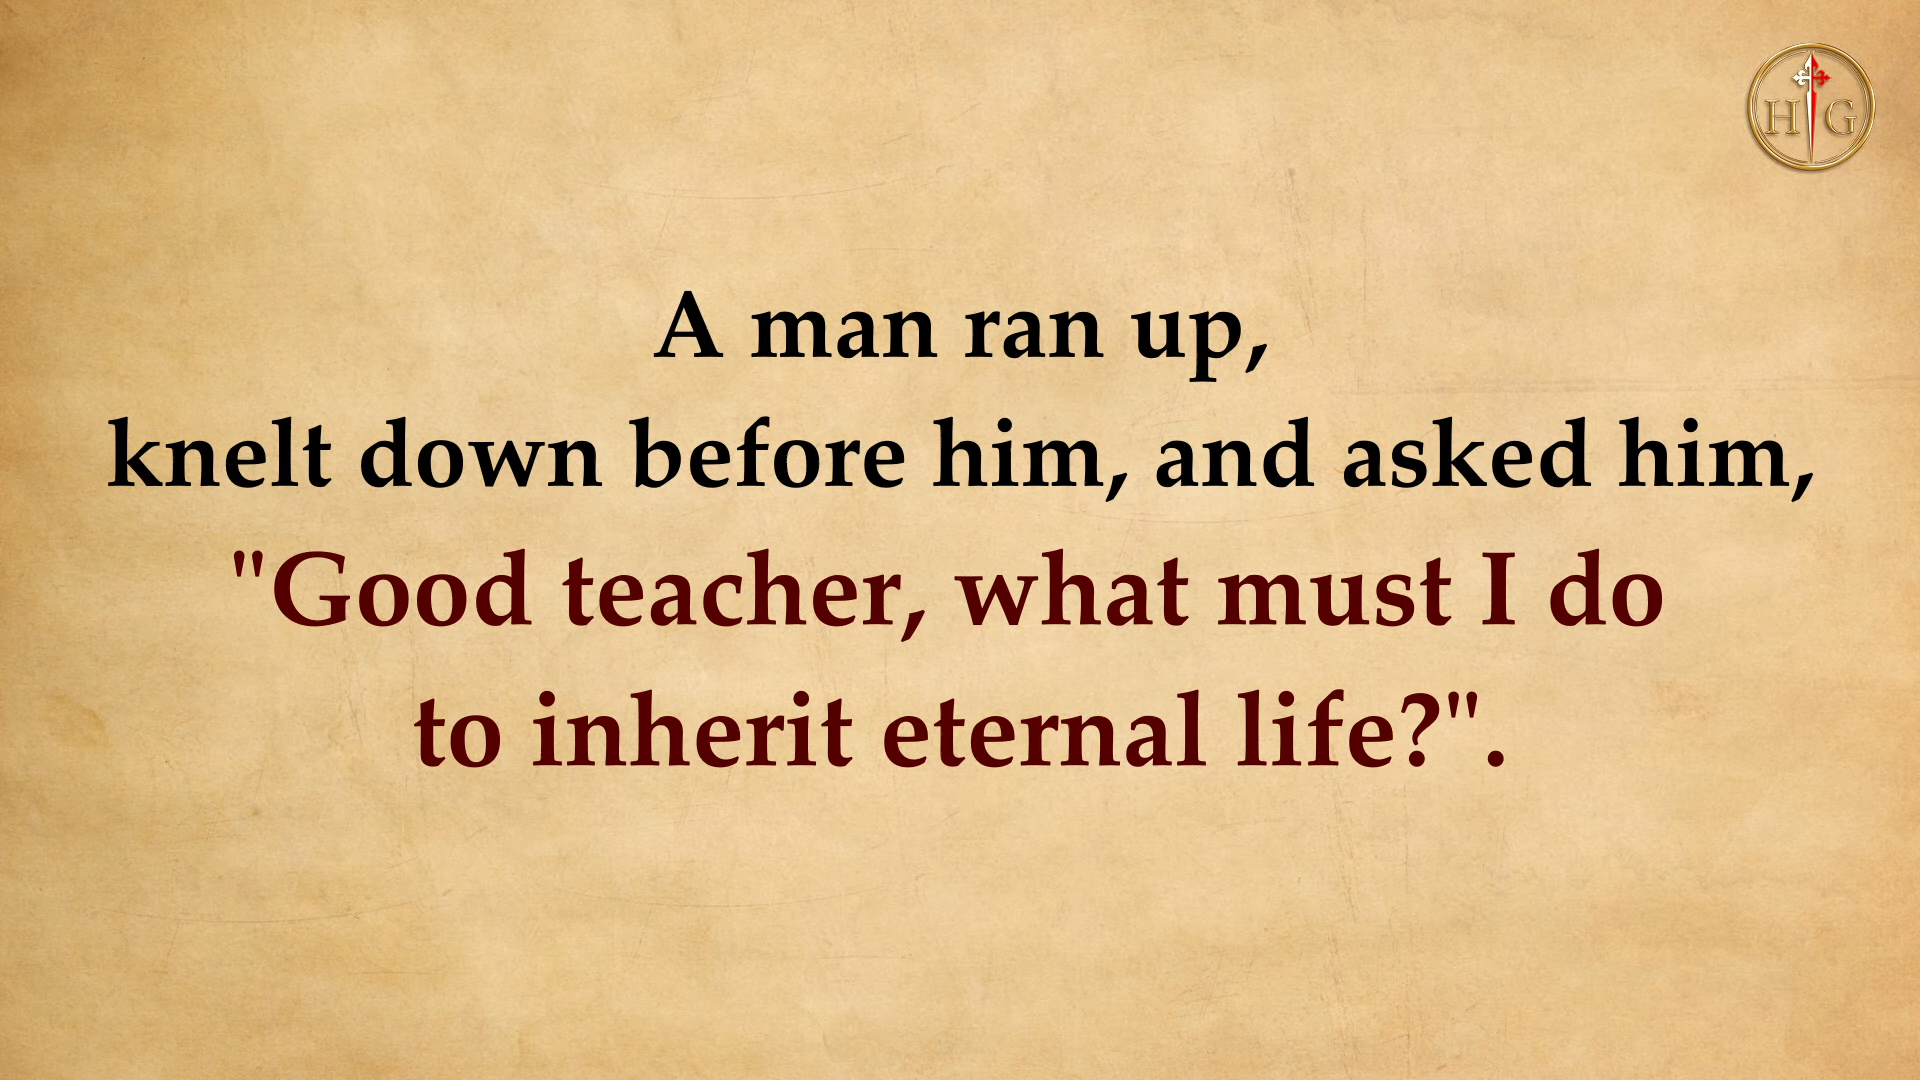 H G
A man ran up,
knelt down before him, and asked him,
"Good teacher, what must I do
to inherit eternal life?".